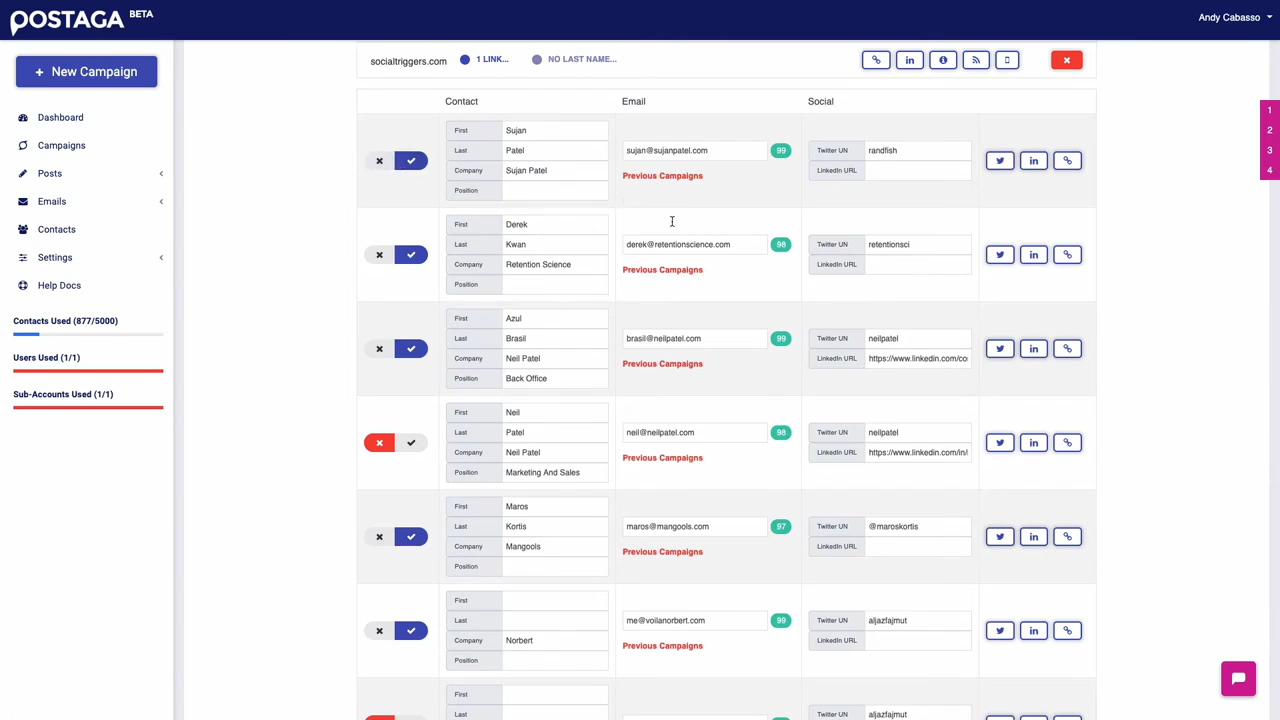 POSTAGA BETA
Andy Cabasso
+ New Campaign
Dashboard
Campaigns
Posts
Emails
Contacts
Settings
Help Docs
Contacts Used (877/5000)
Users Used (1/1)
Sub-Accounts Used (1/1)
socialtriggers.com 1 LINK... NO LAST NAME...
Contact Email Social
First Sujan
Last Patel
Company Sujan Patel
Position
sujan@sujanpatel.com 99
Previous Campaigns
Twitter UN randfish
LinkedIn URL
First Derek
Last Kwan
Company Retention Science
Position
derek@retentionscience.com 98
Previous Campaigns
Twitter UN retentionsci
LinkedIn URL
First Azul
Last Brasil
Company Neil Patel
Position Back Office
brasil@neilpatel.com 99
Previous Campaigns
Twitter UN neilpatel
LinkedIn URL https://www.linkedin.com/co
First Neil
Last Patel
Company Neil Patel
Position Marketing And Sales
neil@neilpatel.com 98
Previous Campaigns
Twitter UN neilpatel
LinkedIn URL https://www.linkedin.com/in/
First Maros
Last Kortis
Company Mangools
Position
maros@mangools.com 97
Previous Campaigns
Twitter UN @maroskortis
LinkedIn URL
First
Last
Company Norbert
Position
me@voilanorbert.com 99
Previous Campaigns
Twitter UN aljazfajmut
LinkedIn URL
First
Last
Twitter UN aljazfajmut
1
2
3
4